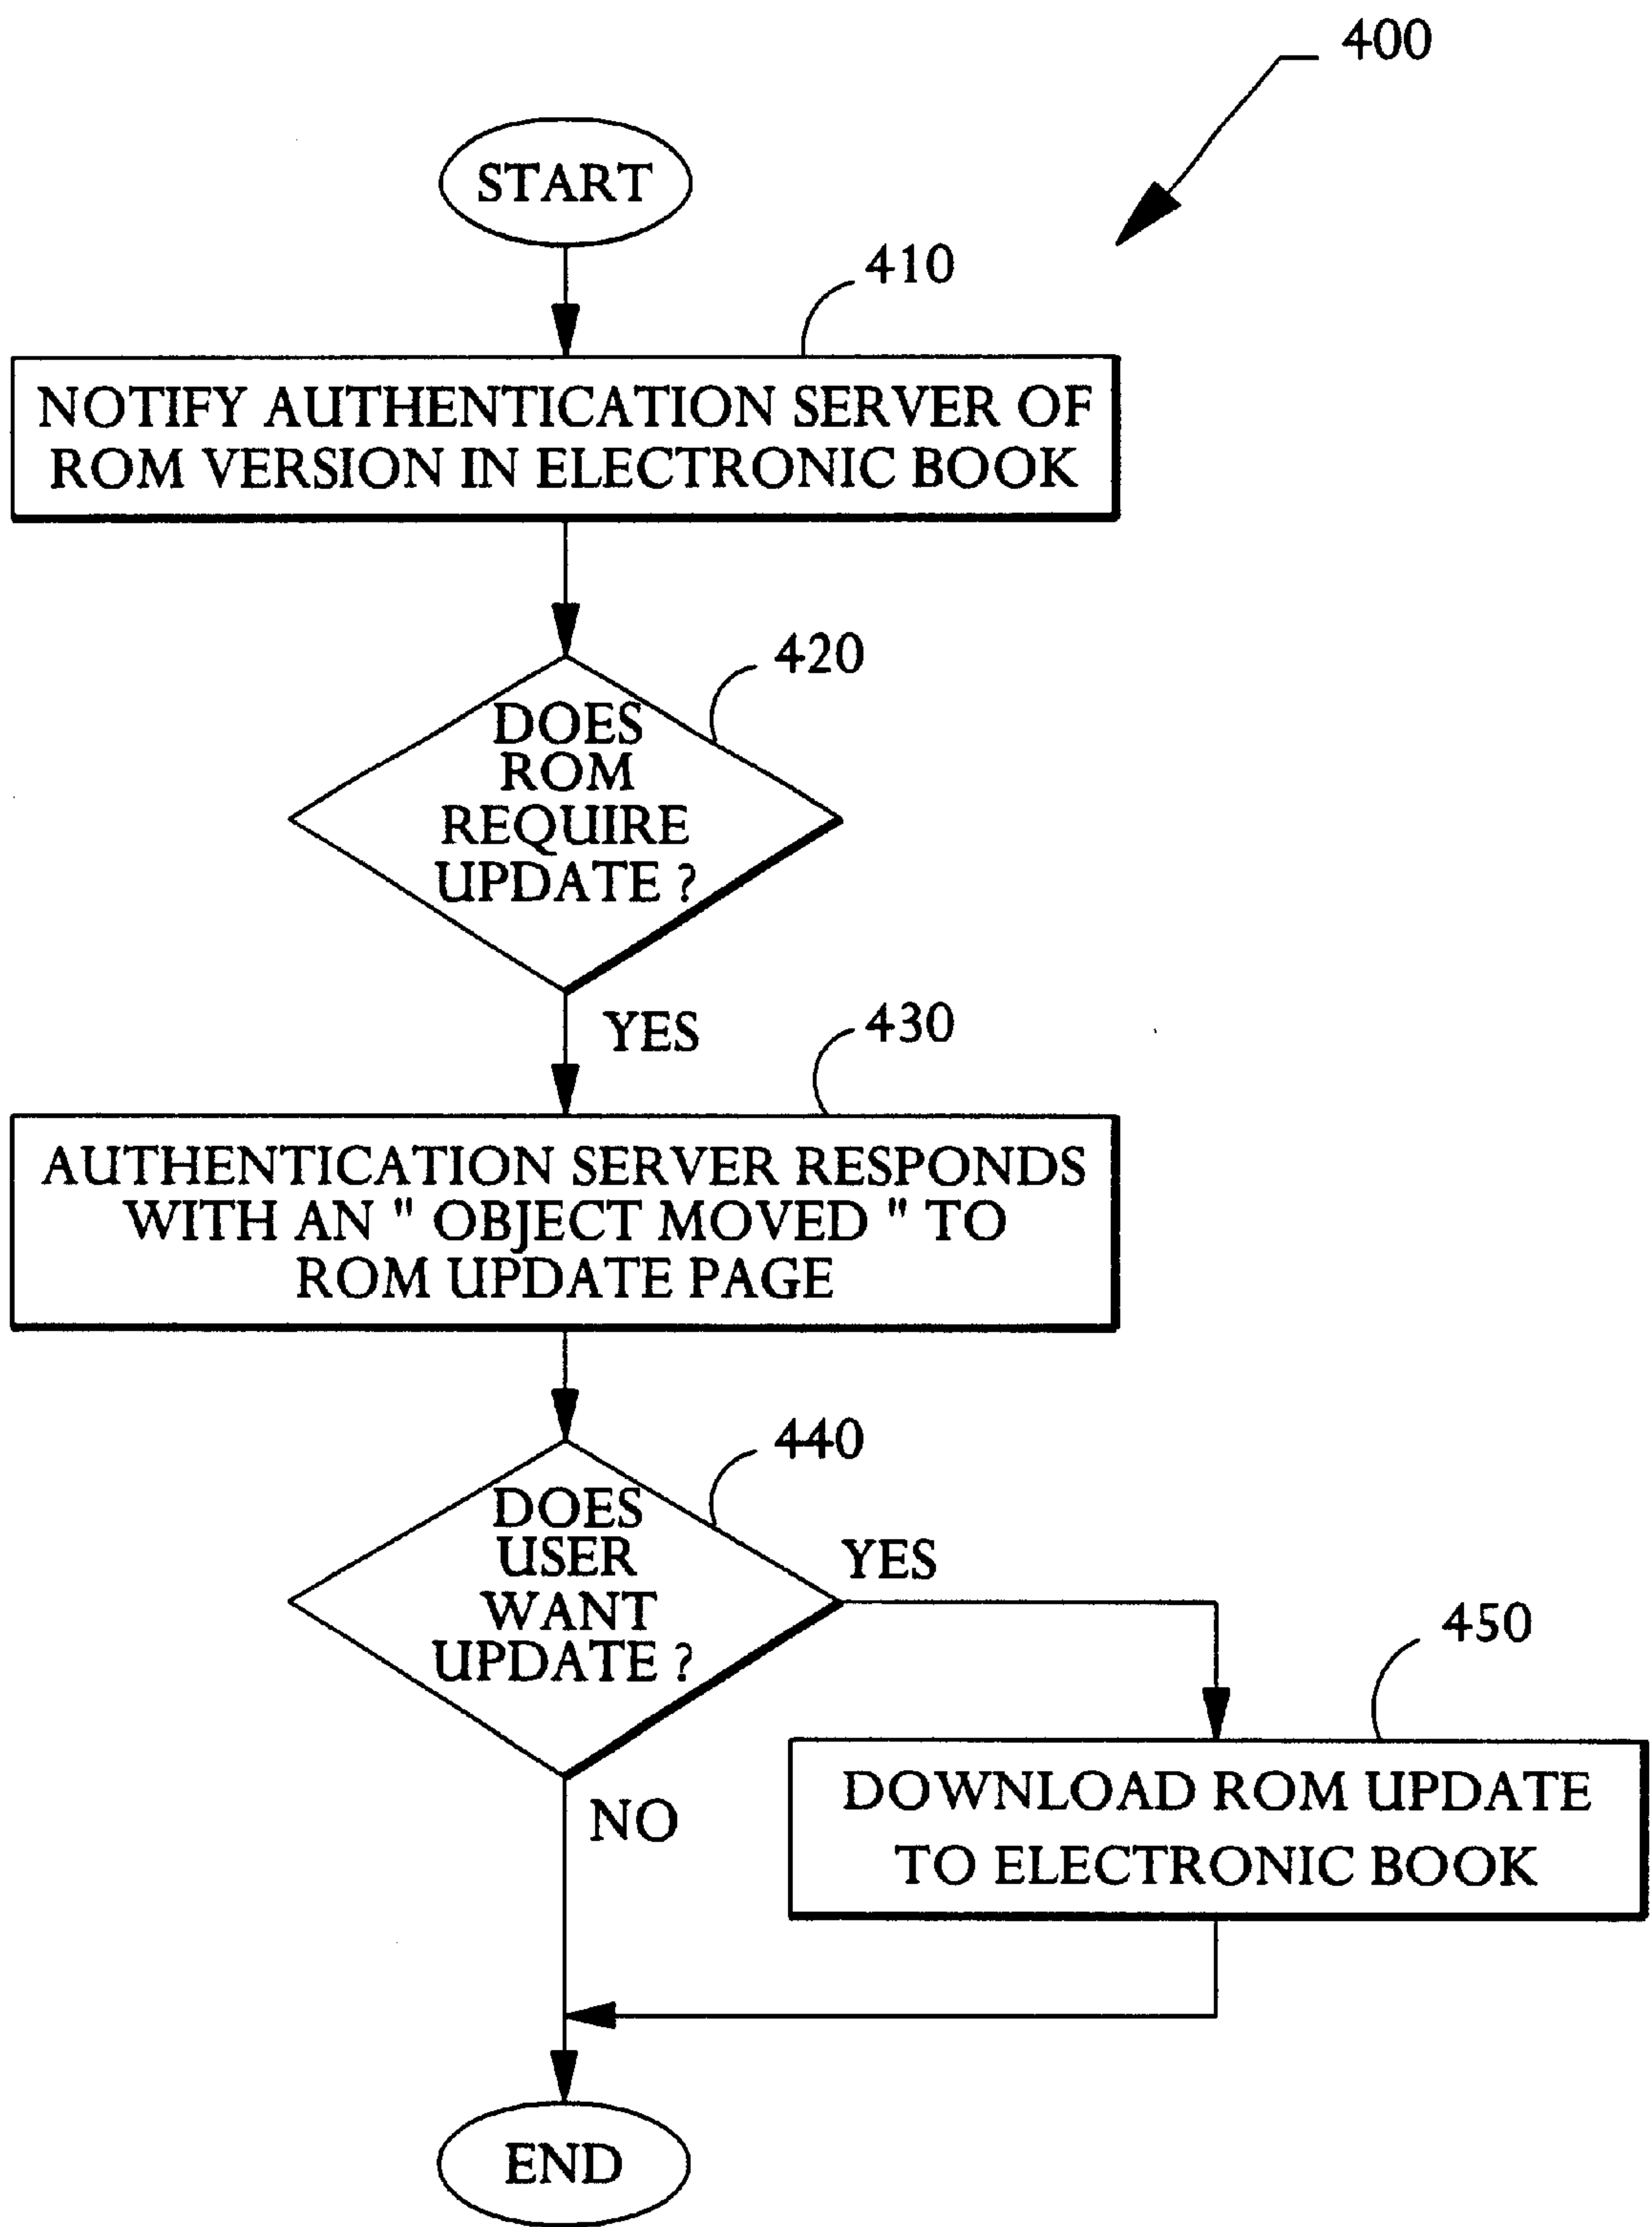 400
START
410
NOTIFY AUTHENTICATION SERVER OF
ROM VERSION IN ELECTRONIC BOOK
420
DOES
ROM
REQUIRE
UPDATE ?
YES
430
AUTHENTICATION SERVER RESPONDS
WITH AN " OBJECT MOVED " TO
ROM UPDATE PAGE
440
DOES
USER
WANT
UPDATE ?
YES
450
NO
DOWNLOAD ROM UPDATE
TO ELECTRONIC BOOK
END